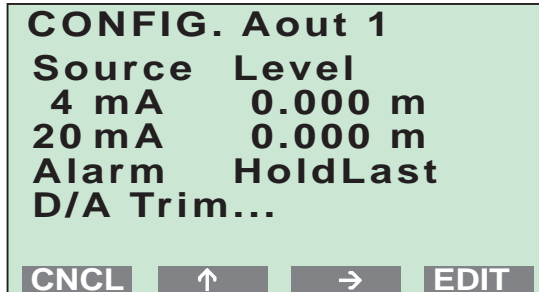 CONFIG. Aout 1
Source Level
4 mA 0.000 m
20 mA 0.000 m
Alarm HoldLast
D/A Trim...
CNCL ↑ → EDIT